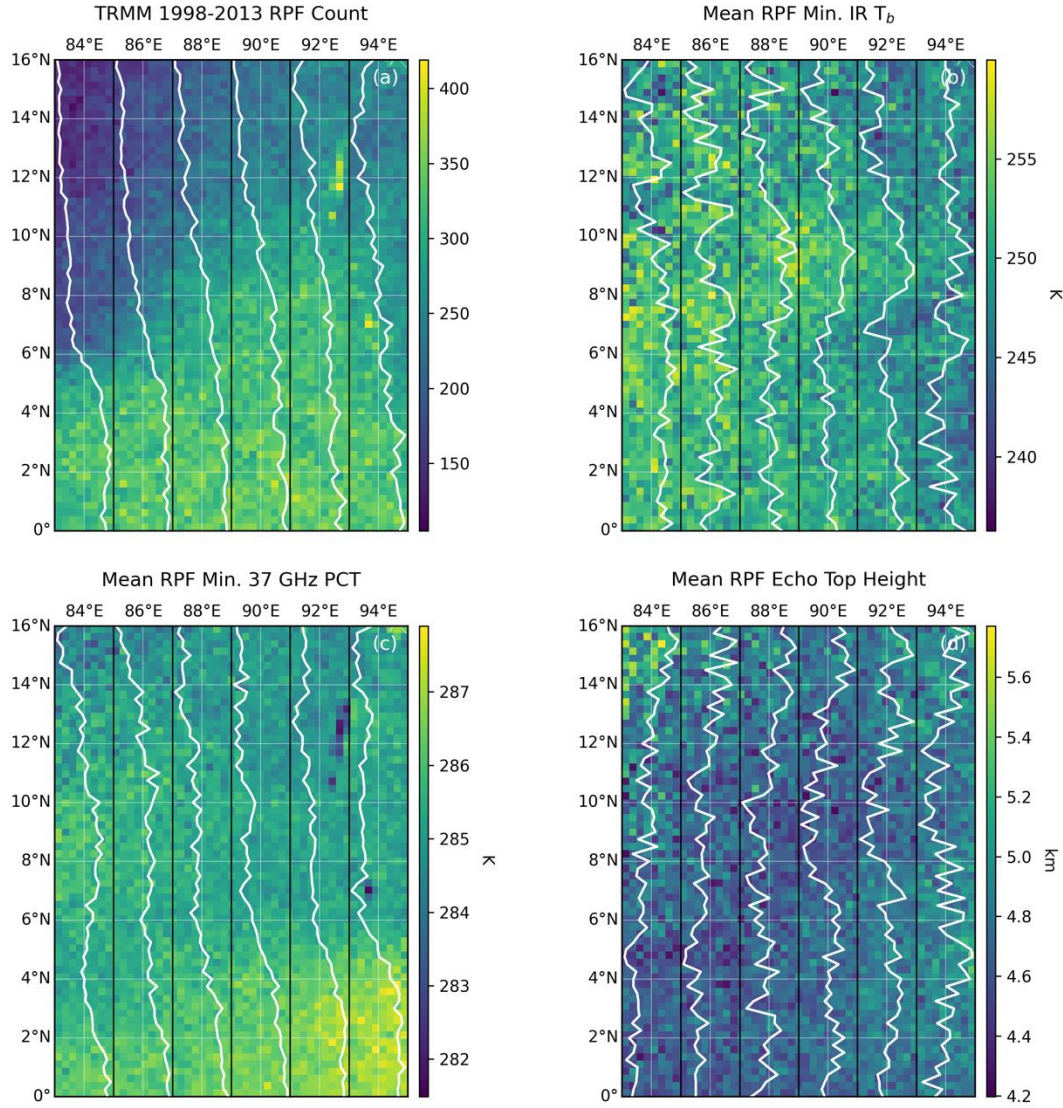 TRMM 1998-2013 RPF Count
84°E 86°E 88°E 90°E 92°E 94°E
(a)
16°N
14°N
12°N
10°N
8°N
6°N
4°N
2°N
0°
400
350
300
250
200
150
Mean RPF Min. IR T_b
84°E 86°E 88°E 90°E 92°E 94°E
(b)
16°N
14°N
12°N
10°N
8°N
6°N
4°N
2°N
0°
255
250
245
240
K
Mean RPF Min. 37 GHz PCT
84°E 86°E 88°E 90°E 92°E 94°E
(c)
16°N
14°N
12°N
10°N
8°N
6°N
4°N
2°N
0°
287
286
285
284
283
282
K
Mean RPF Echo Top Height
84°E 86°E 88°E 90°E 92°E 94°E
(d)
16°N
14°N
12°N
10°N
8°N
6°N
4°N
2°N
0°
5.6
5.4
5.2
5.0
4.8
4.6
4.4
4.2
km